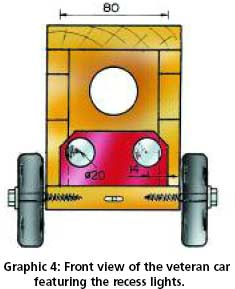 80
ø20
14
Graphic 4: Front view of the veteran car
featuring the recess lights.